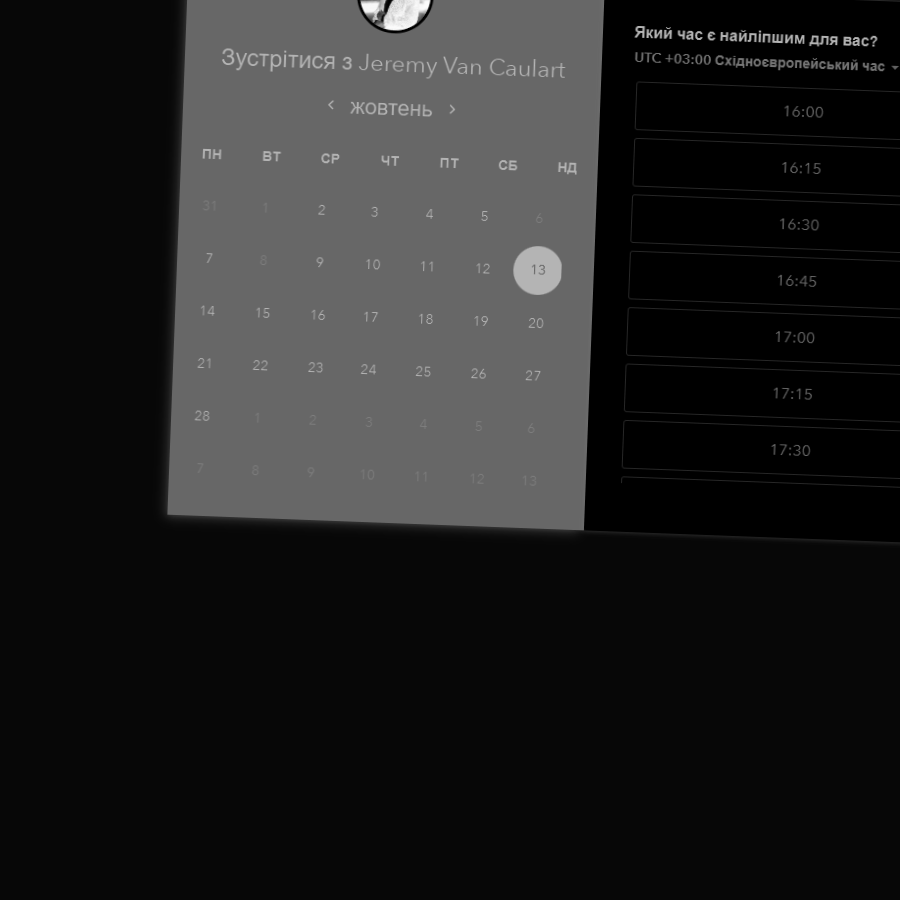 Зустрітися з Jeremy Van Caulart
жовтень
ПН ВТ СР ЧТ ПТ СБ НД
31 1 2 3 4 5 6
7 8 9 10 11 12 13
14 15 16 17 18 19 20
21 22 23 24 25 26 27
28 1 2 3 4 5 6
7 8 9 10 11 12 13
Який час є найліпшим для вас?
UTC +03:00 Східноєвропейський час
16:00
16:15
16:30
16:45
17:00
17:15
17:30